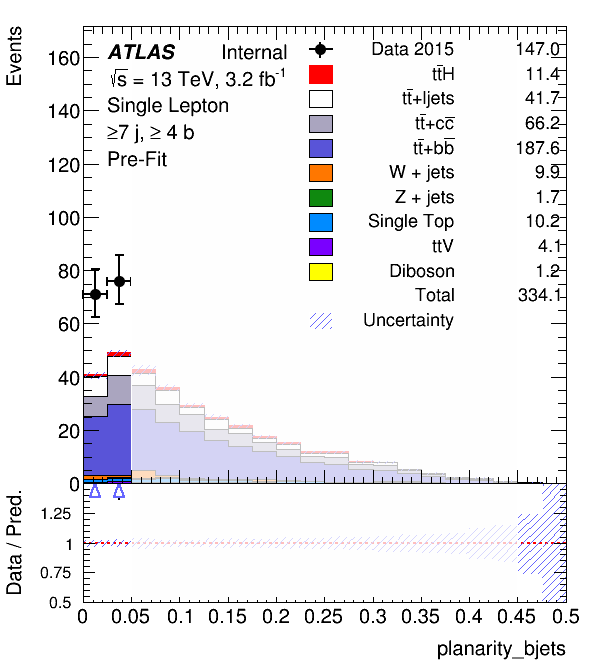 Events
ATLAS Internal
√s = 13 TeV, 3.2 fb⁻¹
Single Lepton
≥7 j, ≥ 4 b
Pre-Fit
Data 2015 147.0
tt̄H 11.4
tt̄+ljets 41.7
tt̄+cc̄ 66.2
tt̄+bb̄ 187.6
W + jets 9.9
Z + jets 1.7
Single Top 10.2
ttV 4.1
Diboson 1.2
Total 334.1
Uncertainty
160
140
120
100
80
60
40
20
0
Data / Pred.
1.25
1
0.75
0.5
0 0.05 0.1 0.15 0.2 0.25 0.3 0.35 0.4 0.45 0.5
planarity_bjets